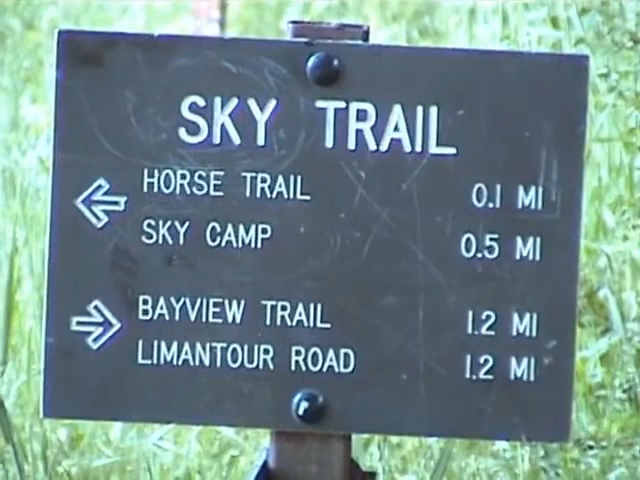 SKY TRAIL
HORSE TRAIL 0.1 MI
SKY CAMP 0.5 MI
BAYVIEW TRAIL 1.2 MI
LIMANTOUR ROAD 1.2 MI